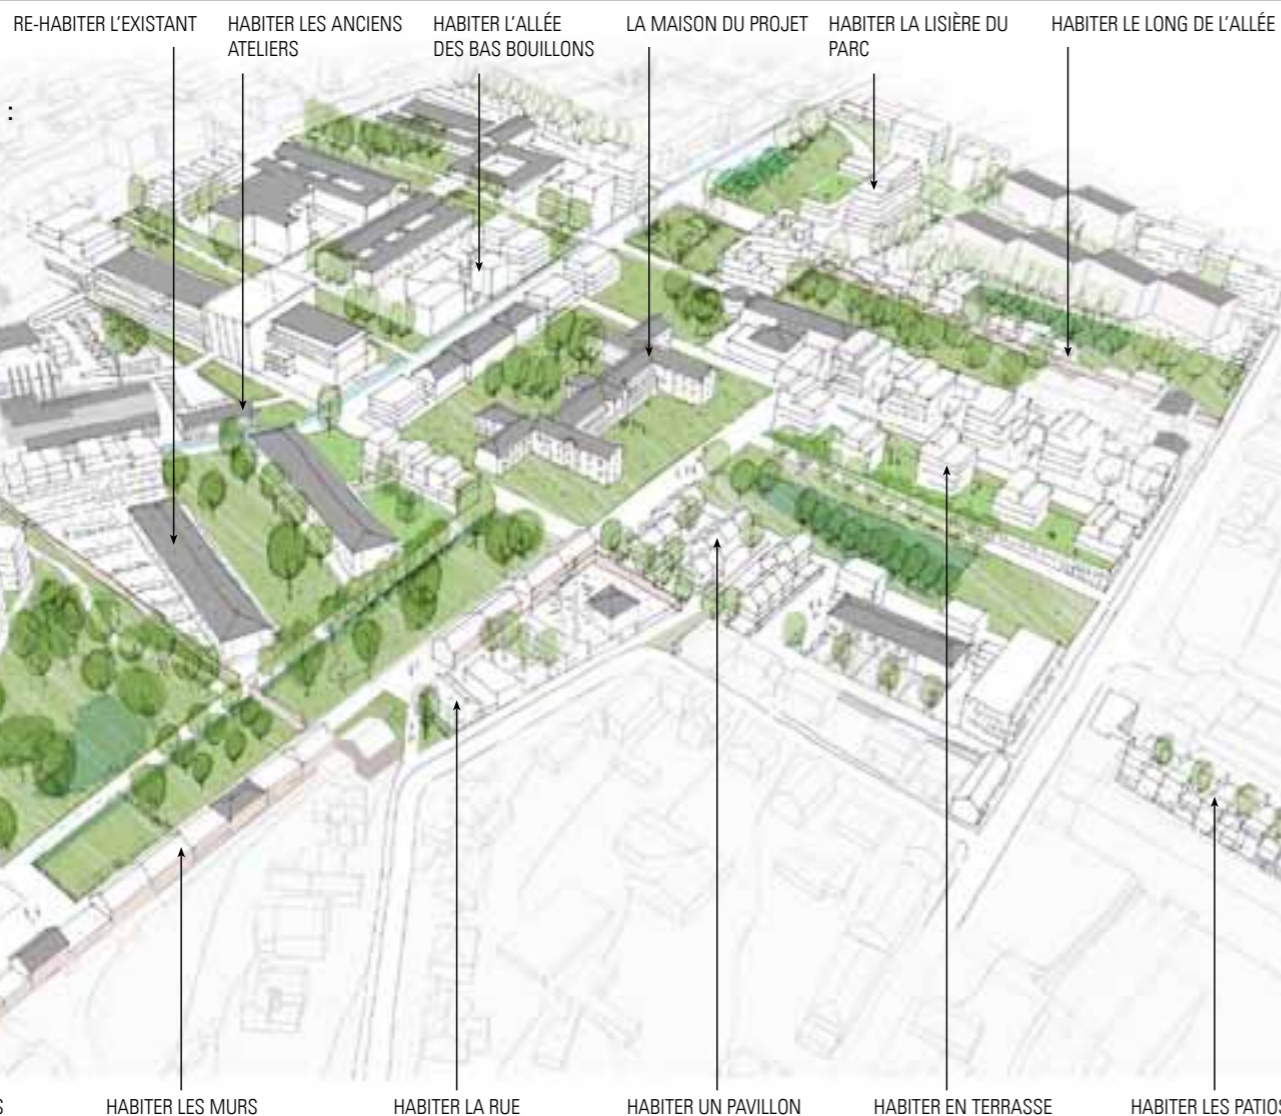 RE-HABITER L'EXISTANT
HABITER LES ANCIENS
ATELIERS
HABITER L'ALLÉE
DES BAS BOUILLONS
LA MAISON DU PROJET
HABITER LA LISIÈRE DU
PARC
HABITER LE LONG DE L'ALLÉE
:
S
HABITER LES MURS
HABITER LA RUE
HABITER UN PAVILLON
HABITER EN TERRASSE
HABITER LES PATIOS